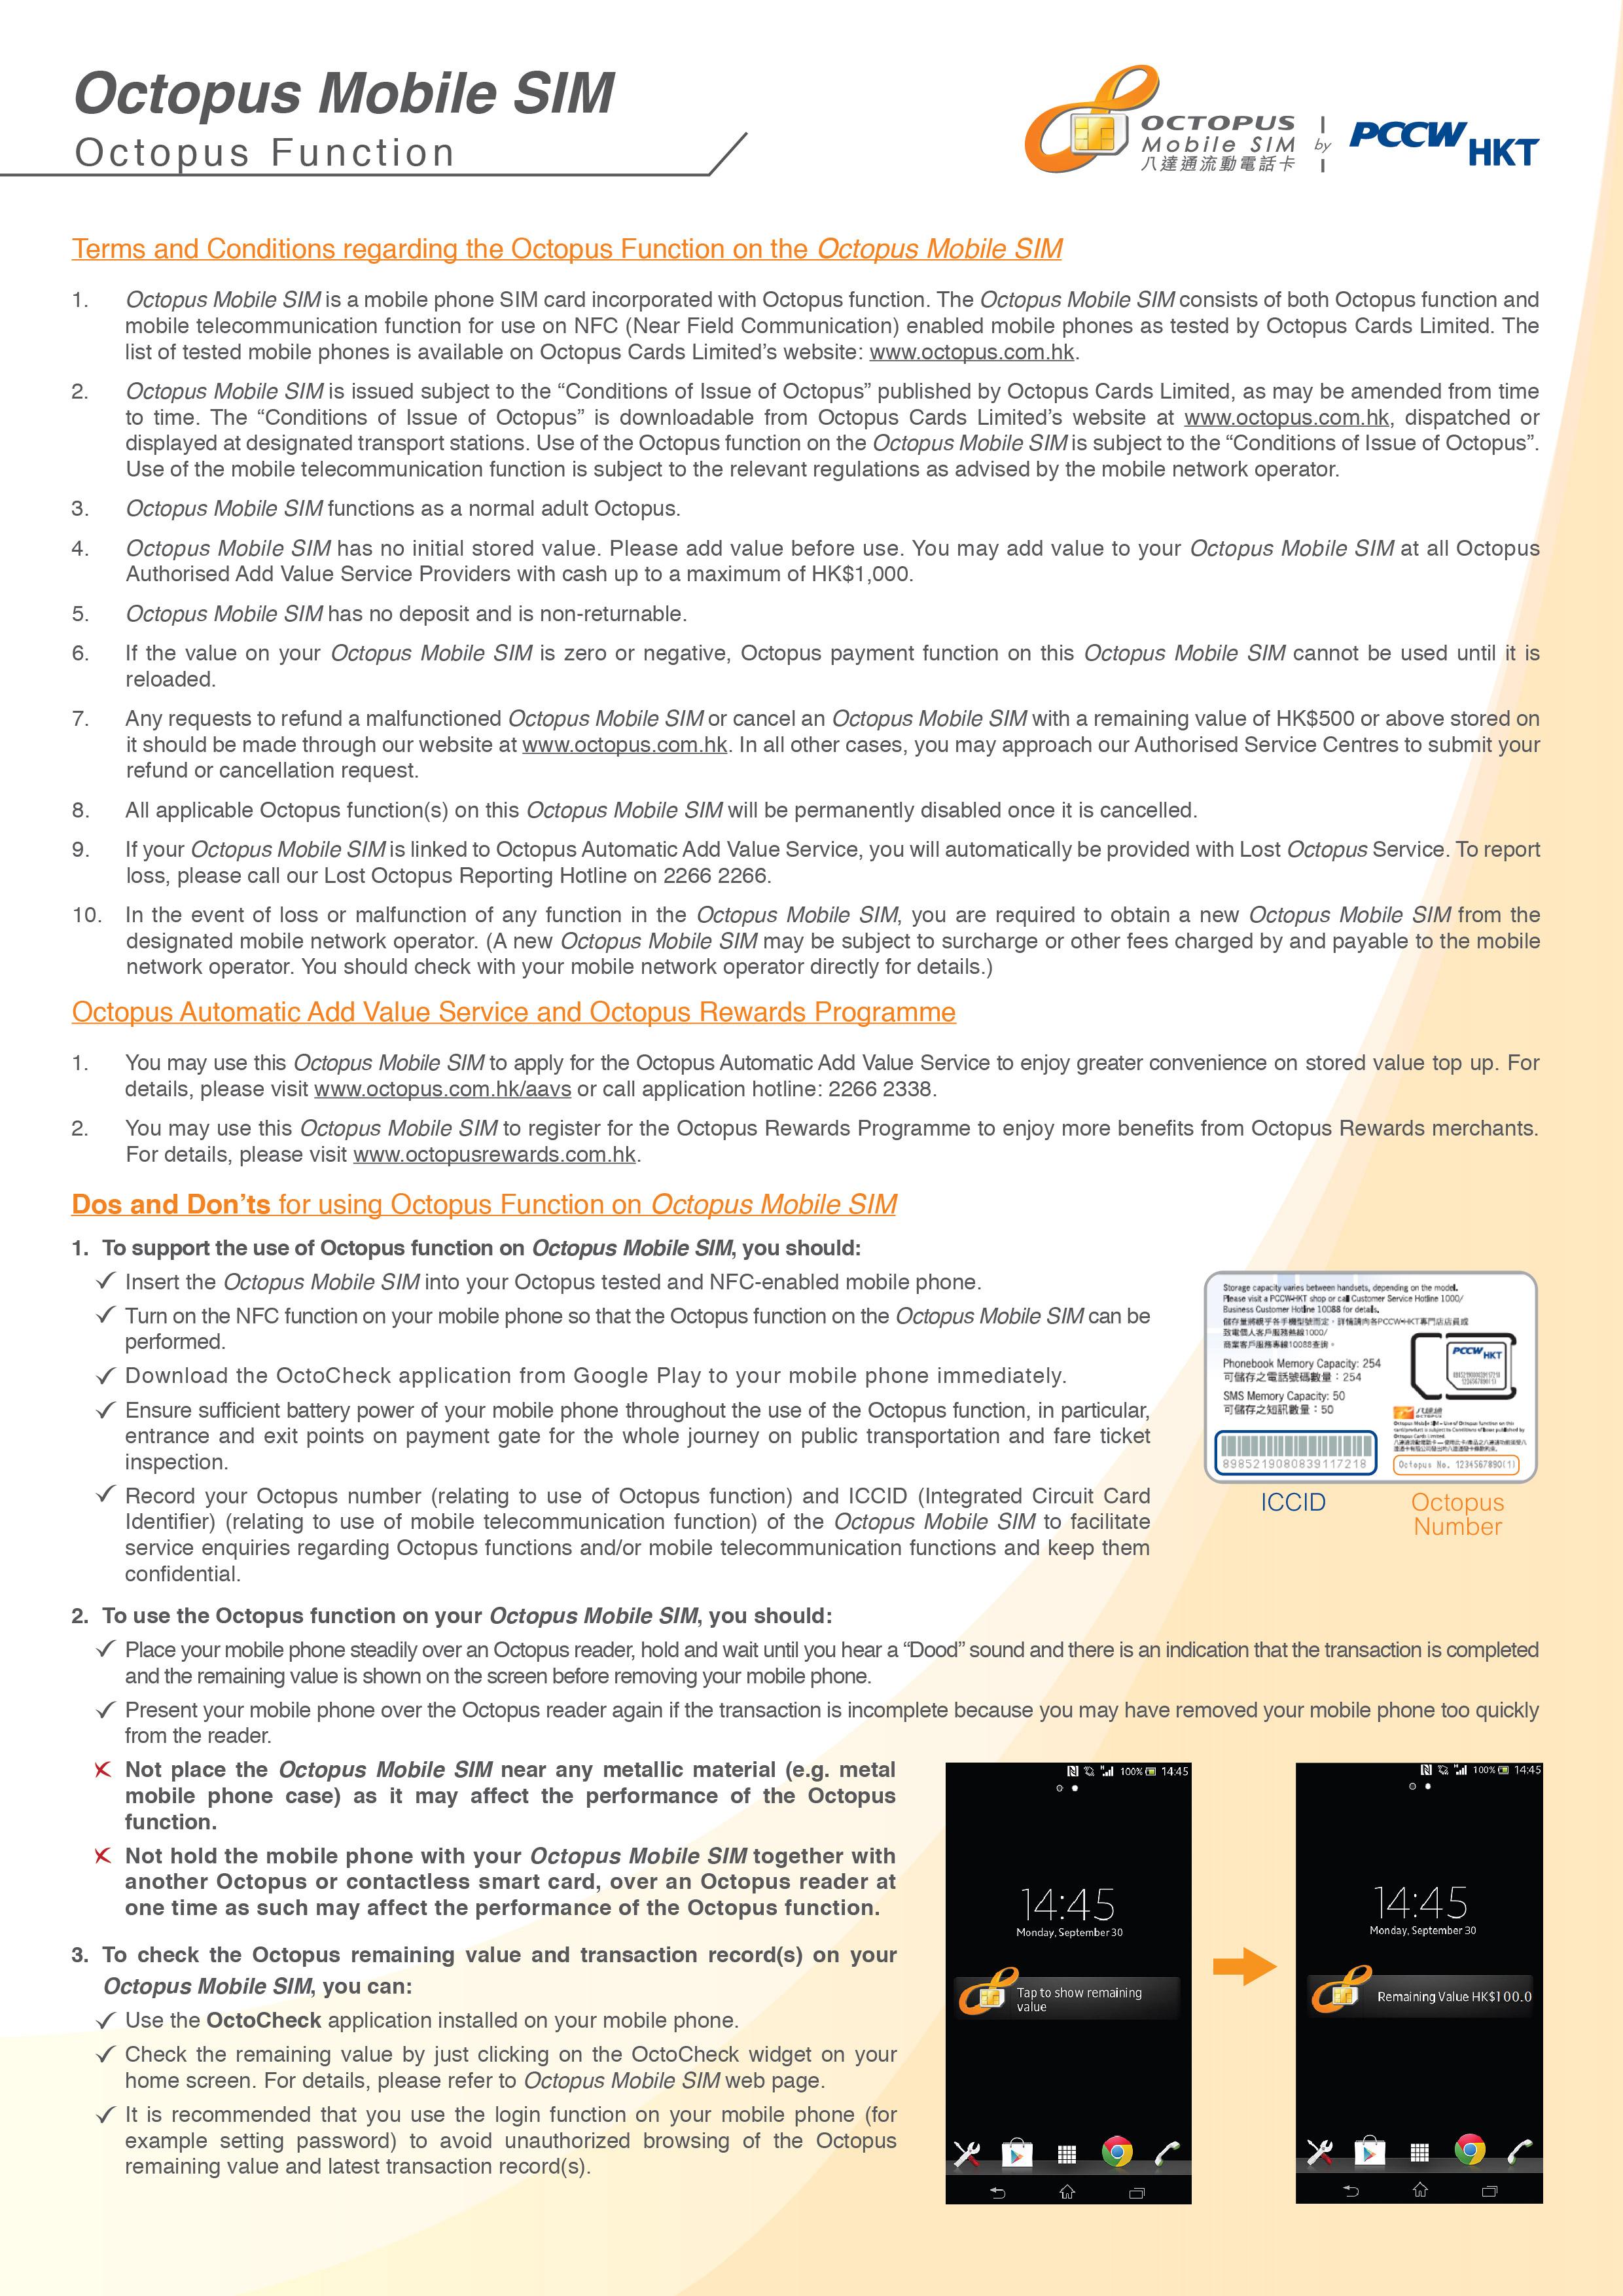 Octopus Mobile SIM
Octopus Function
OCTOPUS
Mobile SIM
八達通流動電話卡
by
PCCW HKT
Terms and Conditions regarding the Octopus Function on the Octopus Mobile SIM
1. Octopus Mobile SIM is a mobile phone SIM card incorporated with Octopus function. The Octopus Mobile SIM consists of both Octopus function and
mobile telecommunication function for use on NFC (Near Field Communication) enabled mobile phones as tested by Octopus Cards Limited. The
list of tested mobile phones is available on Octopus Cards Limited's website: www.octopus.com.hk.
2. Octopus Mobile SIM is issued subject to the “Conditions of Issue of Octopus” published by Octopus Cards Limited, as may be amended from time
to time. The “Conditions of Issue of Octopus” is downloadable from Octopus Cards Limited's website at www.octopus.com.hk, dispatched or
displayed at designated transport stations. Use of the Octopus function on the Octopus Mobile SIM is subject to the “Conditions of Issue of Octopus”.
Use of the mobile telecommunication function is subject to the relevant regulations as advised by the mobile network operator.
3. Octopus Mobile SIM functions as a normal adult Octopus.
4. Octopus Mobile SIM has no initial stored value. Please add value before use. You may add value to your Octopus Mobile SIM at all Octopus
Authorised Add Value Service Providers with cash up to a maximum of HK$1,000.
5. Octopus Mobile SIM has no deposit and is non-returnable.
6. If the value on your Octopus Mobile SIM is zero or negative, Octopus payment function on this Octopus Mobile SIM cannot be used until it is
reloaded.
7. Any requests to refund a malfunctioned Octopus Mobile SIM or cancel an Octopus Mobile SIM with a remaining value of HK$500 or above stored on
it should be made through our website at www.octopus.com.hk. In all other cases, you may approach our Authorised Service Centres to submit your
refund or cancellation request.
8. All applicable Octopus function(s) on this Octopus Mobile SIM will be permanently disabled once it is cancelled.
9. If your Octopus Mobile SIM is linked to Octopus Automatic Add Value Service, you will automatically be provided with Lost Octopus Service. To report
loss, please call our Lost Octopus Reporting Hotline on 2266 2266.
10. In the event of loss or malfunction of any function in the Octopus Mobile SIM, you are required to obtain a new Octopus Mobile SIM from the
designated mobile network operator. (A new Octopus Mobile SIM may be subject to surcharge or other fees charged by and payable to the mobile
network operator. You should check with your mobile network operator directly for details.)
Octopus Automatic Add Value Service and Octopus Rewards Programme
1. You may use this Octopus Mobile SIM to apply for the Octopus Automatic Add Value Service to enjoy greater convenience on stored value top up. For
details, please visit www.octopus.com.hk/aavs or call application hotline: 2266 2338.
2. You may use this Octopus Mobile SIM to register for the Octopus Rewards Programme to enjoy more benefits from Octopus Rewards merchants.
For details, please visit www.octopusrewards.com.hk.
Dos and Don'ts for using Octopus Function on Octopus Mobile SIM
1. To support the use of Octopus function on Octopus Mobile SIM, you should:
✓ Insert the Octopus Mobile SIM into your Octopus tested and NFC-enabled mobile phone.
✓ Turn on the NFC function on your mobile phone so that the Octopus function on the Octopus Mobile SIM can be
performed.
✓ Download the OctoCheck application from Google Play to your mobile phone immediately.
✓ Ensure sufficient battery power of your mobile phone throughout the use of the Octopus function, in particular,
entrance and exit points on payment gate for the whole journey on public transportation and fare ticket
inspection.
✓ Record your Octopus number (relating to use of Octopus function) and ICCID (Integrated Circuit Card
Identifier) (relating to use of mobile telecommunication function) of the Octopus Mobile SIM to facilitate
service enquiries regarding Octopus functions and/or mobile telecommunication functions and keep them
confidential.
Storage capacity varies between handsets, depending on the model.
Please visit a PCCW-HKT shop or call Customer Service Hotline 1000/
Business Customer Hotline 10088 for details.
儲存量將視乎各手機型號而定，詳情請向各PCCW-HKT專門店店員或
致電個人客戶服務熱線1000/
商業客戶服務專線10088查詢。
Phonebook Memory Capacity: 254
可儲存之電話號碼數量：254
SMS Memory Capacity: 50
可儲存之短訊數量：50
PCCW HKT
八達通
OCTOPUS
8985219080839117218
Octopus No. 1234567890(1)
ICCID
Octopus
Number
2. To use the Octopus function on your Octopus Mobile SIM, you should:
✓ Place your mobile phone steadily over an Octopus reader, hold and wait until you hear a “Dood” sound and there is an indication that the transaction is completed
and the remaining value is shown on the screen before removing your mobile phone.
✓ Present your mobile phone over the Octopus reader again if the transaction is incomplete because you may have removed your mobile phone too quickly
from the reader.
✗ Not place the Octopus Mobile SIM near any metallic material (e.g. metal
mobile phone case) as it may affect the performance of the Octopus
function.
✗ Not hold the mobile phone with your Octopus Mobile SIM together with
another Octopus or contactless smart card, over an Octopus reader at
one time as such may affect the performance of the Octopus function.
3. To check the Octopus remaining value and transaction record(s) on your
Octopus Mobile SIM, you can:
✓ Use the OctoCheck application installed on your mobile phone.
✓ Check the remaining value by just clicking on the OctoCheck widget on your
home screen. For details, please refer to Octopus Mobile SIM web page.
✓ It is recommended that you use the login function on your mobile phone (for
example setting password) to avoid unauthorized browsing of the Octopus
remaining value and latest transaction record(s).
100% 14:45
14:45
Monday, September 30
Tap to show remaining
value
100% 14:45
14:45
Monday, September 30
Remaining Value HK$100.0